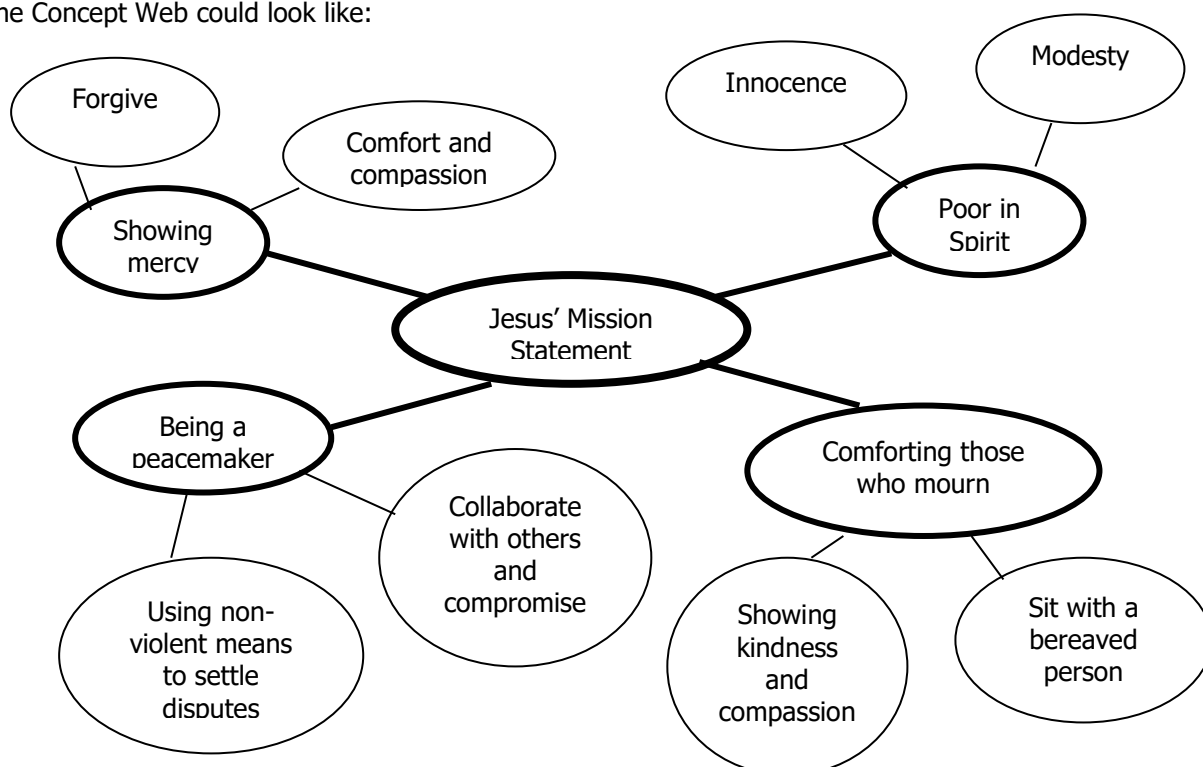 ne Concept Web could look like:
Forgive
Comfort and
compassion
Innocence
Modesty
Showing
mercy
Poor in
Spirit
Jesus’ Mission
Statement
Being a
peacemaker
Comforting those
who mourn
Collaborate
with others
and
compromise
Using non-
violent means
to settle
disputes
Showing
kindness
and
compassion
Sit with a
bereaved
person